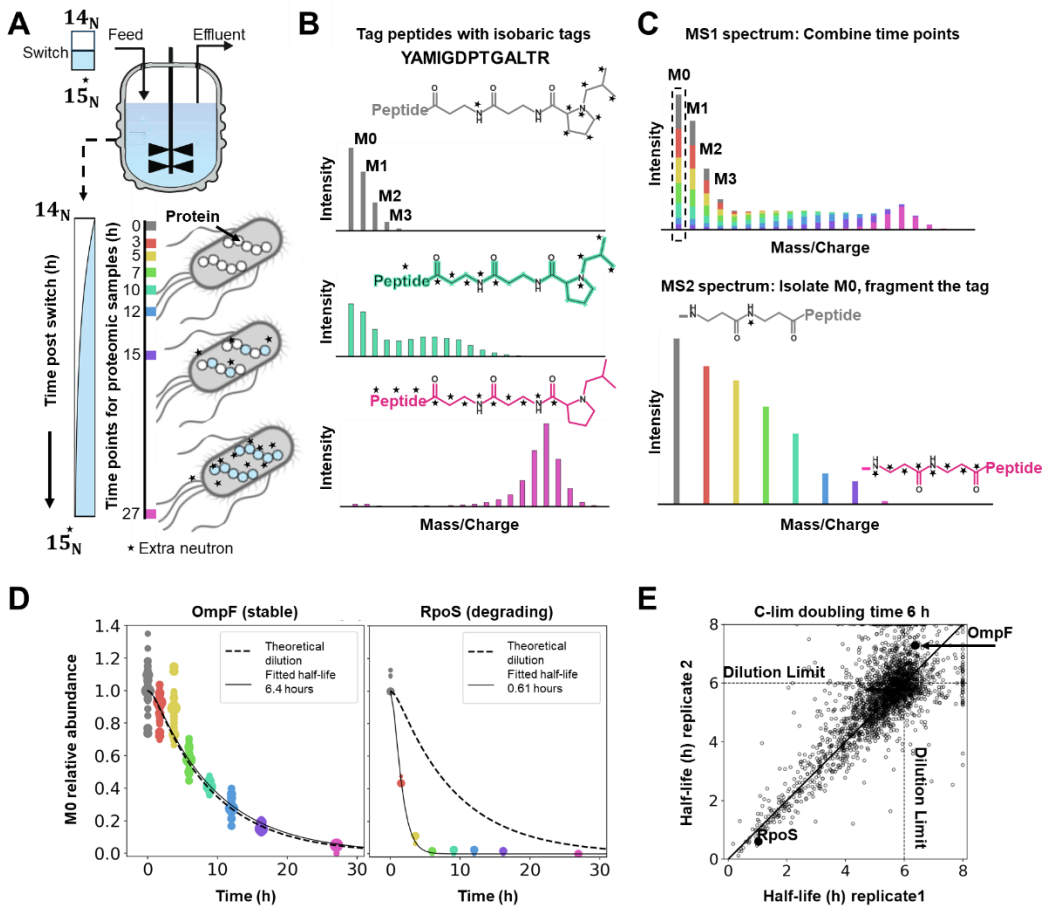 A
14N
Switch
★
15N
Feed
Effluent
14N
Time post switch (h)
★
15N
Time points for proteomic samples (h)
0
3
5
7
10
12
15
27
Protein
★ Extra neutron
B
Tag peptides with isobaric tags
YAMIGDPTGALTR
Peptide
O
N
H
O
N
H
O
N
M0
M1
M2
M3
Intensity
Peptide
O
N
H
O
N
H
O
N
Intensity
Peptide
O
N
H
O
N
H
O
N
Intensity
Mass/Charge
C
MS1 spectrum: Combine time points
M0
M1
M2
M3
Intensity
Mass/Charge
MS2 spectrum: Isolate M0, fragment the tag
H
N
O
N
H
O
Peptide
Intensity
H
N
O
H
N
O
Peptide
Mass/Charge
D
OmpF (stable)
RpoS (degrading)
M0 relative abundance
1.4
1.2
1.0
0.8
0.6
0.4
0.2
0.0
Theoretical
dilution
Fitted half-life
6.4 hours
Theoretical
dilution
Fitted half-life
0.61 hours
0
10
20
30
0
10
20
30
Time (h)
Time (h)
E
C-lim doubling time 6 h
OmpF
Dilution Limit
Dilution Limit
RpoS
Half-life (h) replicate 2
8
6
4
2
0
0
2
4
6
8
Half-life (h) replicate1